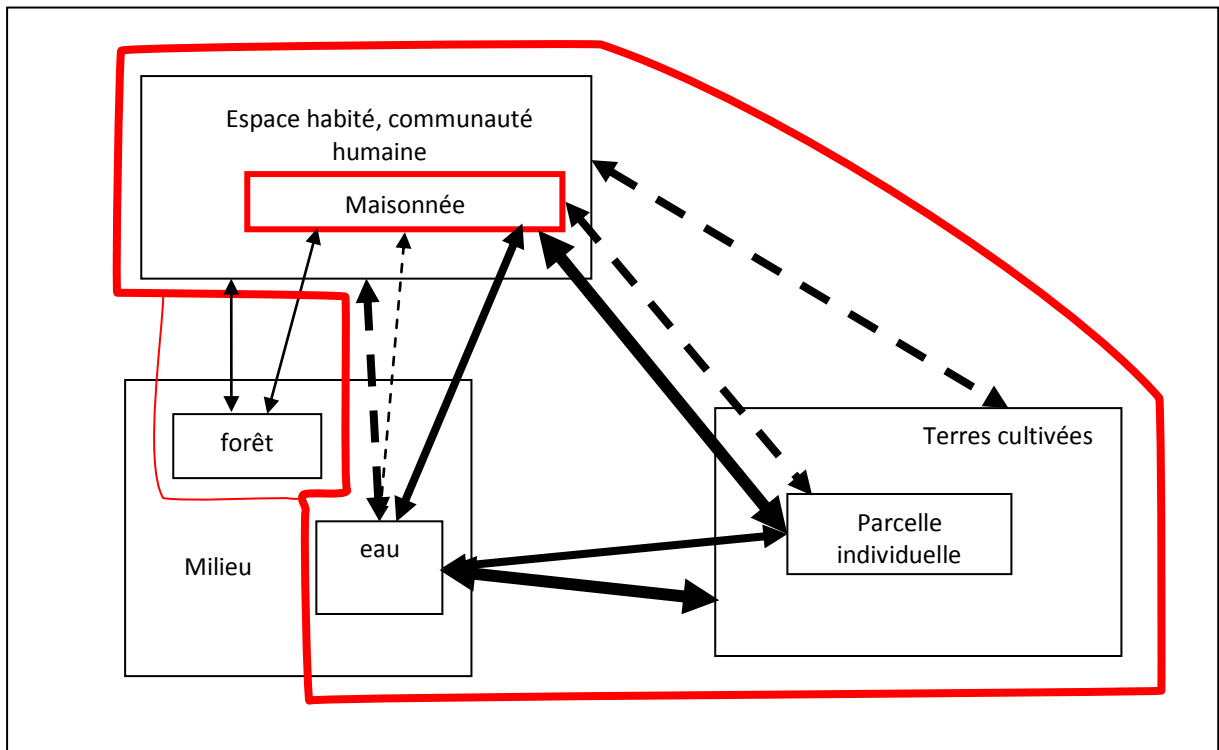 Espace habité, communauté
humaine
Maisonnée
forêt
Terres cultivées
Parcelle
individuelle
eau
Milieu